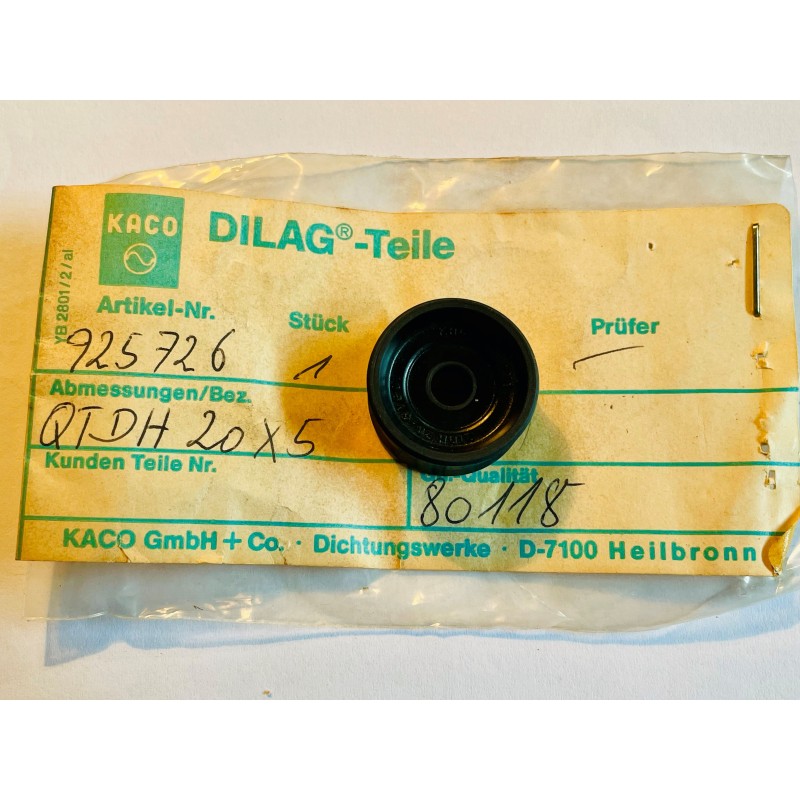 KACO
DILAG®-Teile
YB 2801/2/al
Artikel-Nr.
Stück
Prüfer
925726
1
Abmessungen/Bez.
QTDH 20x5
Kunden Teile Nr.
Qualität
80118
KACO GmbH + Co. · Dichtungswerke · D-7100 Heilbronn